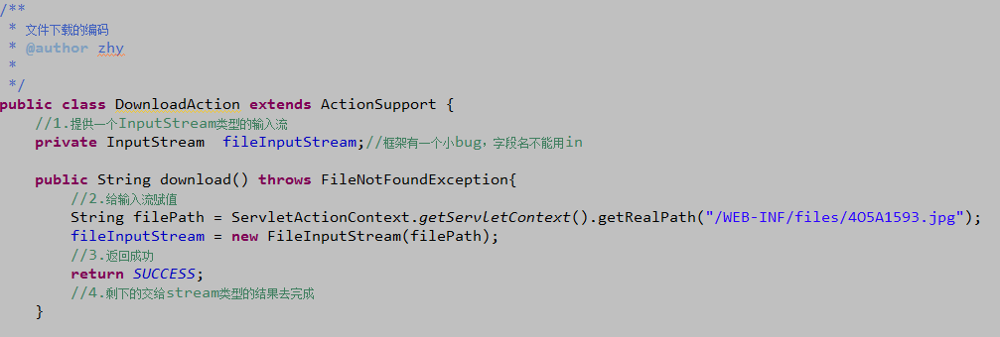 /**
 * 文件下载的编码
 * @author zhy
 *
 */
public class DownloadAction extends ActionSupport {
    //1.提供一个InputStream类型的输入流
    private InputStream  fileInputStream;//框架有一个小bug，字段名不能用in
    public String download() throws FileNotFoundException{
        //2.给输入流赋值
        String filePath = ServletActionContext.getServletContext().getRealPath("/WEB-INF/files/4O5A1593.jpg");
        fileInputStream = new FileInputStream(filePath);
        //3.返回成功
        return SUCCESS;
        //4.剩下的交给stream类型的结果去完成
    }